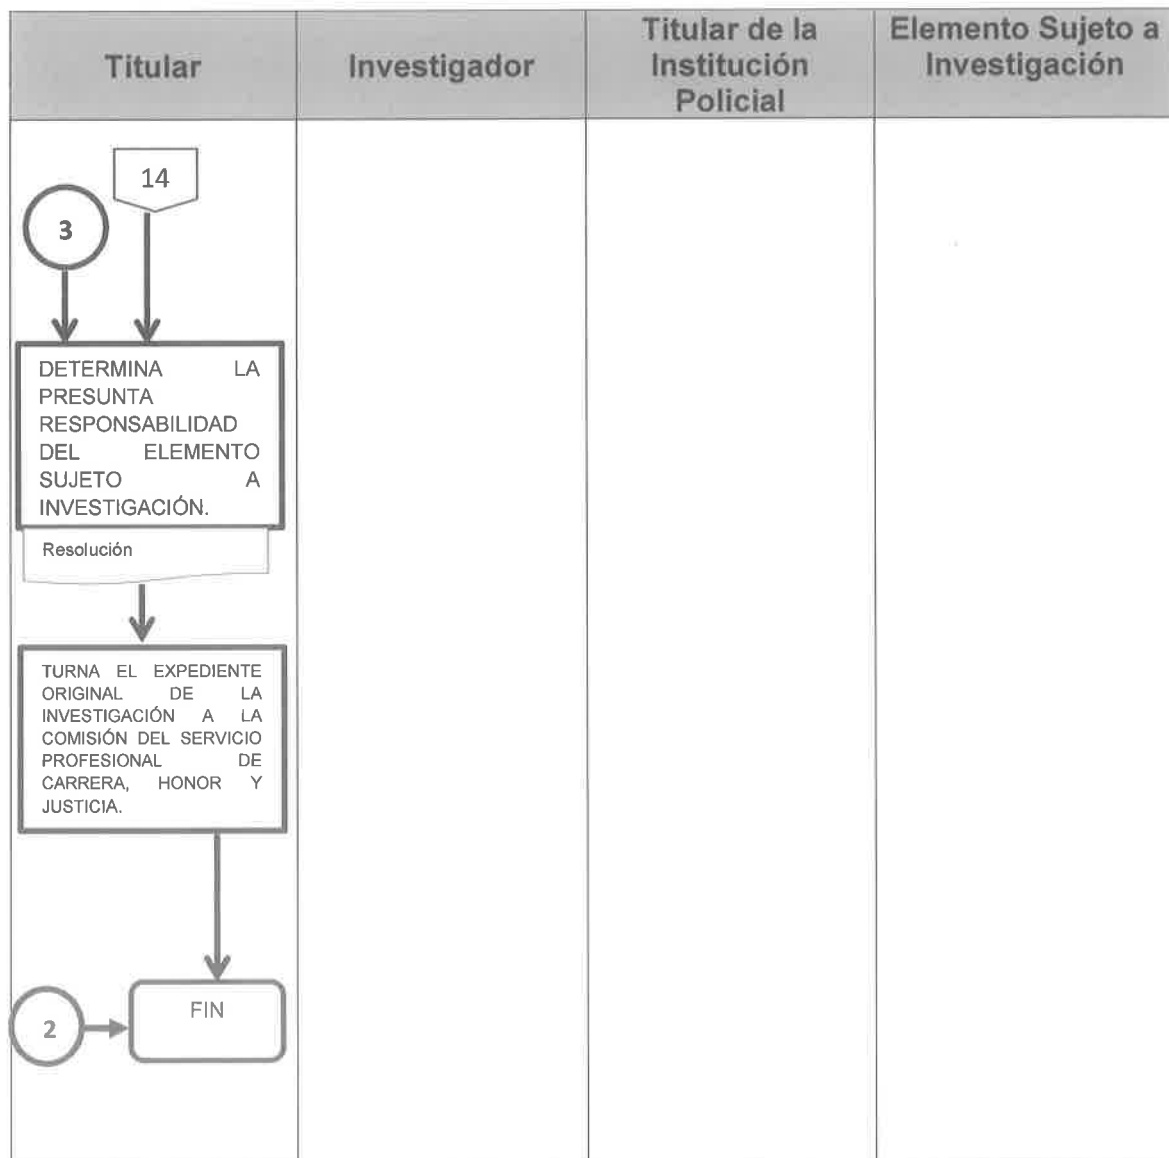 Titular
Investigador
Titular de la
Institución
Policial
Elemento Sujeto a
Investigación
14
3
DETERMINA LA
PRESUNTA
RESPONSABILIDAD
DEL ELEMENTO
SUJETO A
INVESTIGACIÓN.
Resolución
TURNA EL EXPEDIENTE
ORIGINAL DE LA
INVESTIGACIÓN A LA
COMISIÓN DEL SERVICIO
PROFESIONAL DE
CARRERA, HONOR Y
JUSTICIA.
FIN
2